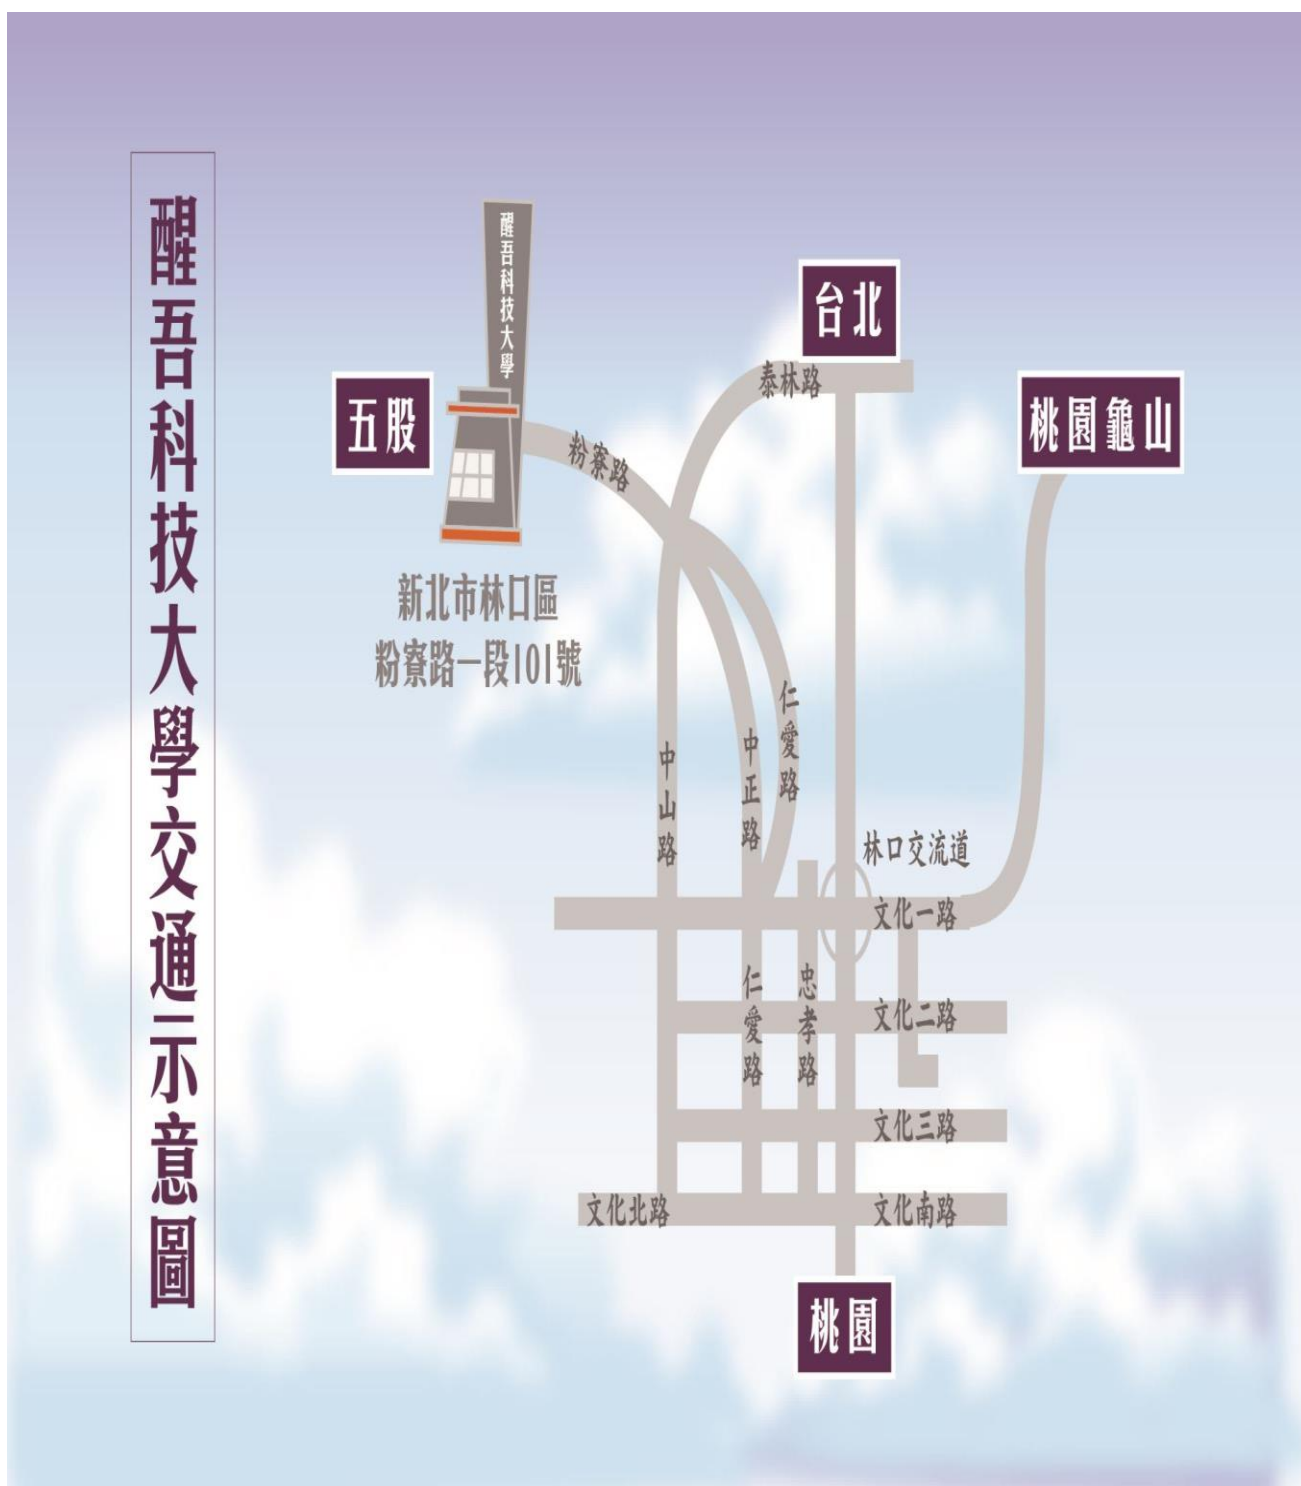 醒吾科技大學交通示意圖
醒吾科技大學
台北
五股
桃園龜山
泰林路
粉寮路
新北市林口區
粉寮路一段101號
仁愛路
中正路
中山路
林口交流道
文化一路
仁愛路
忠孝路
文化二路
文化三路
文化北路
文化南路
桃園